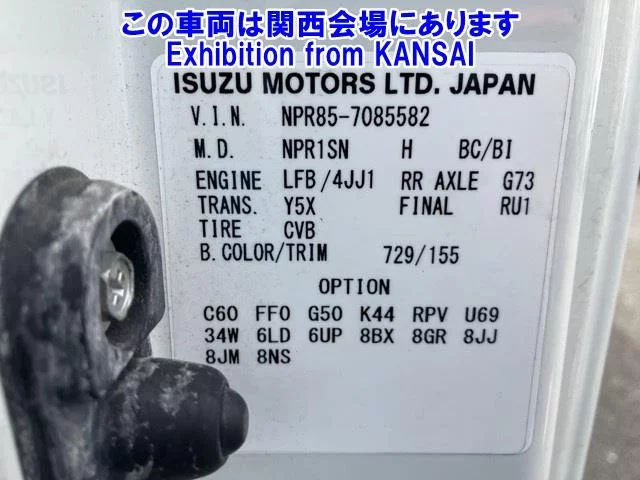 この車両は関西会場にあります
Exhibition from KANSAI
ISUZU MOTORS LTD. JAPAN
V.I.N. NPR85-7085582
M.D. NPR1SN H BC/BI
ENGINE LFB/4JJ1 RR AXLE G73
TRANS. Y5X FINAL RU1
TIRE CVB
B.COLOR/TRIM 729/155
OPTION
C60 FF0 G50 K44 RPV U69
34W 6LD 6UP 8BX 8GR 8JJ
8JM 8NS